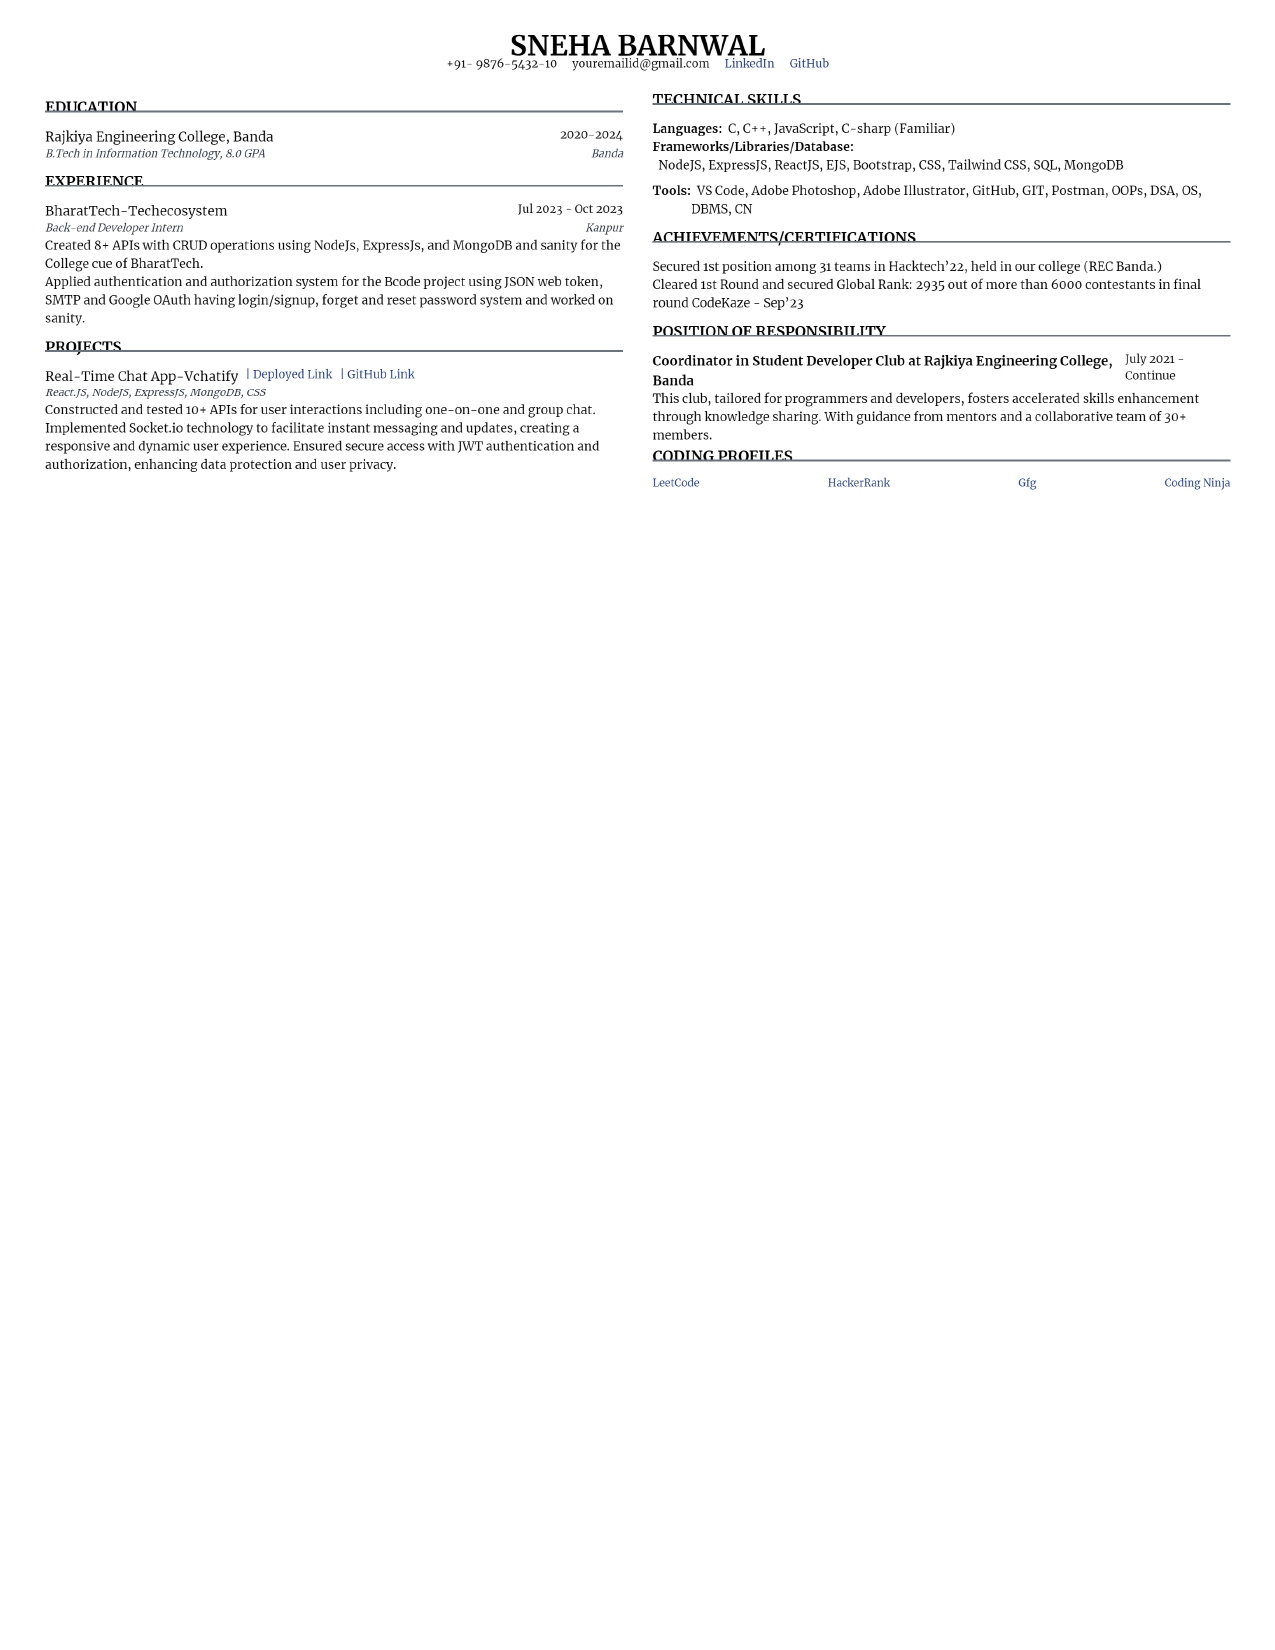 SNEHA BARNWAL
+91- 9876-5432-10 youremailid@gmail.com LinkedIn GitHub
EDUCATION
Rajkiya Engineering College, Banda 2020-2024
B.Tech in Information Technology, 8.0 GPA Banda
EXPERIENCE
BharatTech-Techecosystem Jul 2023 - Oct 2023
Back-end Developer Intern Kanpur
Created 8+ APIs with CRUD operations using NodeJs, ExpressJs, and MongoDB and sanity for the
College cue of BharatTech.
Applied authentication and authorization system for the Bcode project using JSON web token,
SMTP and Google OAuth having login/signup, forget and reset password system and worked on
sanity.
PROJECTS
Real-Time Chat App-Vchatify | Deployed Link | GitHub Link
React.JS, NodeJS, ExpressJS, MongoDB, CSS
Constructed and tested 10+ APIs for user interactions including one-on-one and group chat.
Implemented Socket.io technology to facilitate instant messaging and updates, creating a
responsive and dynamic user experience. Ensured secure access with JWT authentication and
authorization, enhancing data protection and user privacy.
TECHNICAL SKILLS
Languages: C, C++, JavaScript, C-sharp (Familiar)
Frameworks/Libraries/Database:
NodeJS, ExpressJS, ReactJS, EJS, Bootstrap, CSS, Tailwind CSS, SQL, MongoDB
Tools: VS Code, Adobe Photoshop, Adobe Illustrator, GitHub, GIT, Postman, OOPs, DSA, OS,
DBMS, CN
ACHIEVEMENTS/CERTIFICATIONS
Secured 1st position among 31 teams in Hacktech’22, held in our college (REC Banda.)
Cleared 1st Round and secured Global Rank: 2935 out of more than 6000 contestants in final
round CodeKaze - Sep’23
POSITION OF RESPONSIBILITY
Coordinator in Student Developer Club at Rajkiya Engineering College, July 2021 -
Banda Continue
This club, tailored for programmers and developers, fosters accelerated skills enhancement
through knowledge sharing. With guidance from mentors and a collaborative team of 30+
members.
CODING PROFILES
LeetCode HackerRank Gfg Coding Ninja